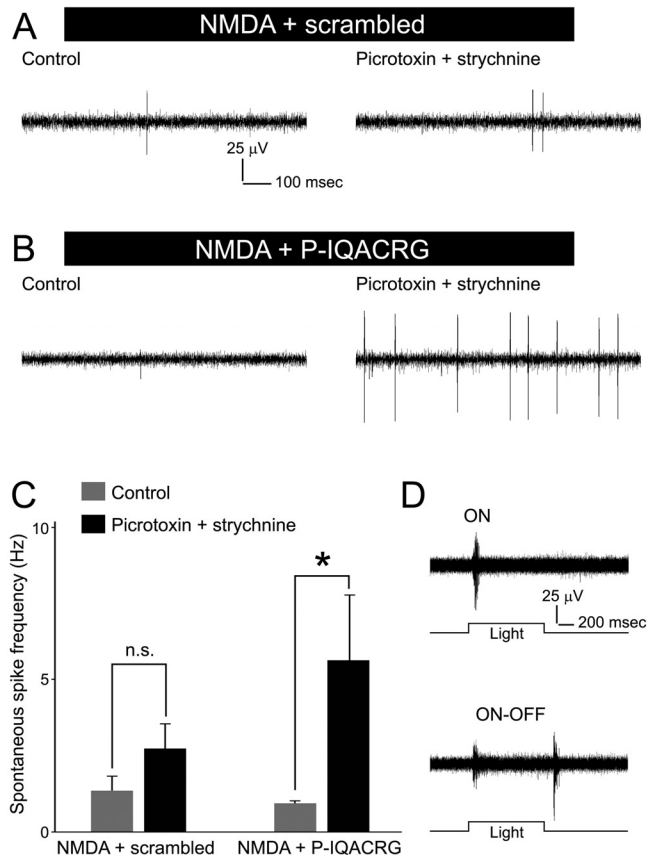 A
NMDA + scrambled
Control
Picrotoxin + strychnine
25 μV
100 msec
B
NMDA + P-IQACRG
Control
Picrotoxin + strychnine
C
Control
Picrotoxin + strychnine
Spontaneous spike frequency (Hz)
10
5
0
n.s.
*
NMDA + scrambled
NMDA + P-IQACRG
D
ON
25 μV
200 msec
Light
ON-OFF
Light